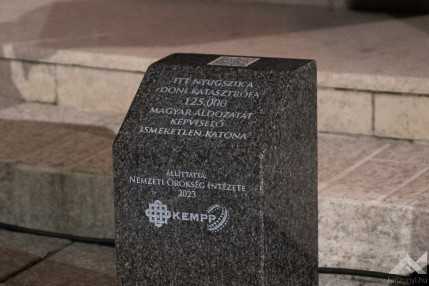 ITT NYUGSZIK A
DONI KATASZTRÓFA
125.000
MAGYAR ÁLDOZATÁT
KÉPVISELŐ
ISMERETLEN KATONA
ÁLLÍTTATTA:
NEMZETI ÖRÖKSÉG INTÉZETE
2023
KEMPP